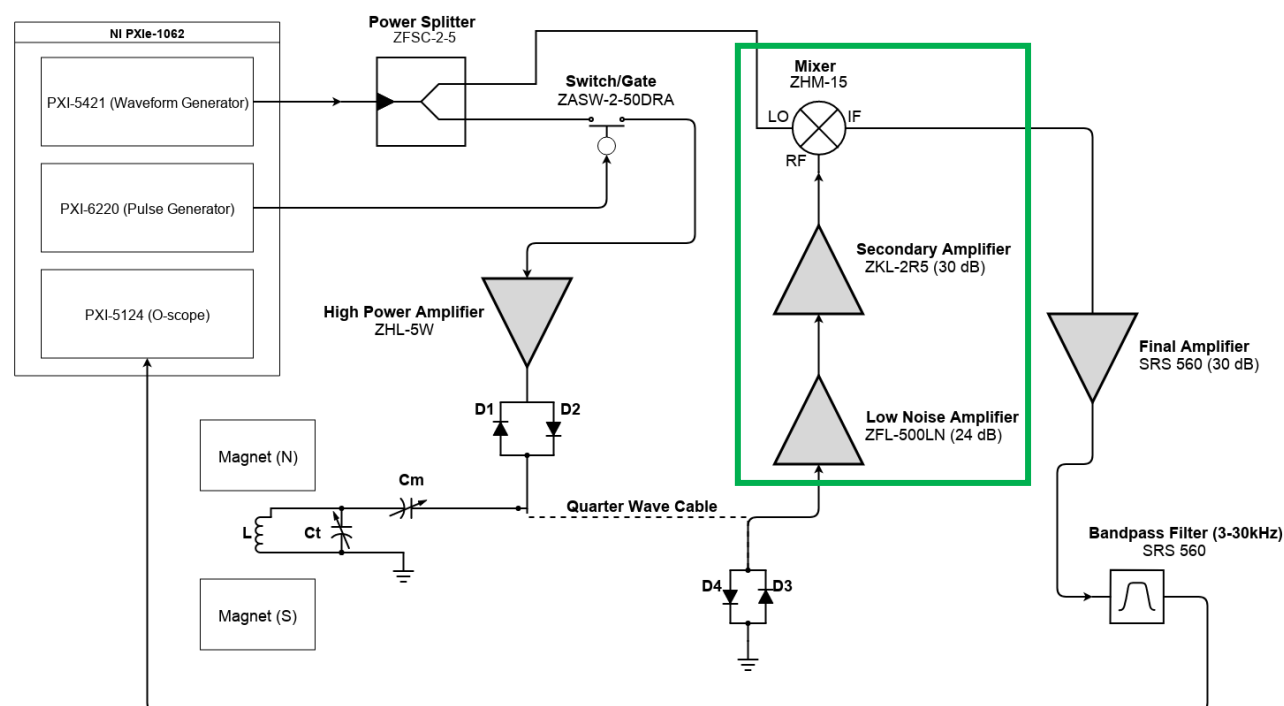 NI PXIe-1062
PXI-5421 (Waveform Generator)
PXI-6220 (Pulse Generator)
PXI-5124 (O-scope)
Power Splitter
ZFSC-2-5
Switch/Gate
ZASW-2-50DRA
Mixer
ZHM-15
LO
IF
RF
Secondary Amplifier
ZKL-2R5 (30 dB)
High Power Amplifier
ZHL-5W
Final Amplifier
SRS 560 (30 dB)
D1
D2
Low Noise Amplifier
ZFL-500LN (24 dB)
Magnet (N)
Cm
Quarter Wave Cable
L
Ct
Bandpass Filter (3-30kHz)
SRS 560
D4
D3
Magnet (S)